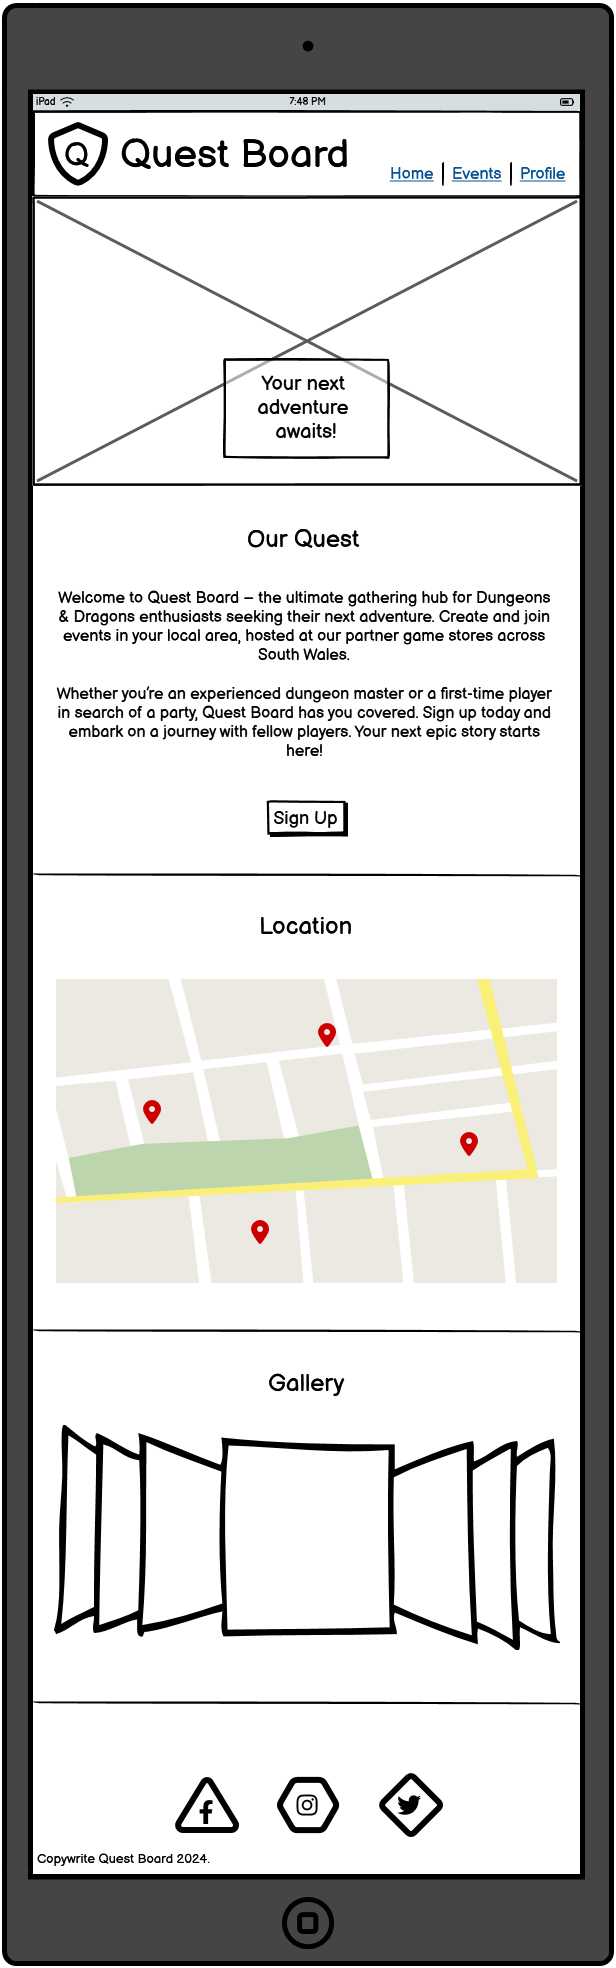 iPad
7:48 PM
Q
Quest Board
Home
Events
Profile
Your next
adventure
awaits!
Our Quest
Welcome to Quest Board – the ultimate gathering hub for Dungeons
& Dragons enthusiasts seeking their next adventure. Create and join
events in your local area, hosted at our partner game stores across
South Wales.
Whether you're an experienced dungeon master or a first-time player
in search of a party, Quest Board has you covered. Sign up today and
embark on a journey with fellow players. Your next epic story starts
here!
Sign Up
Location
Gallery
Copywrite Quest Board 2024.